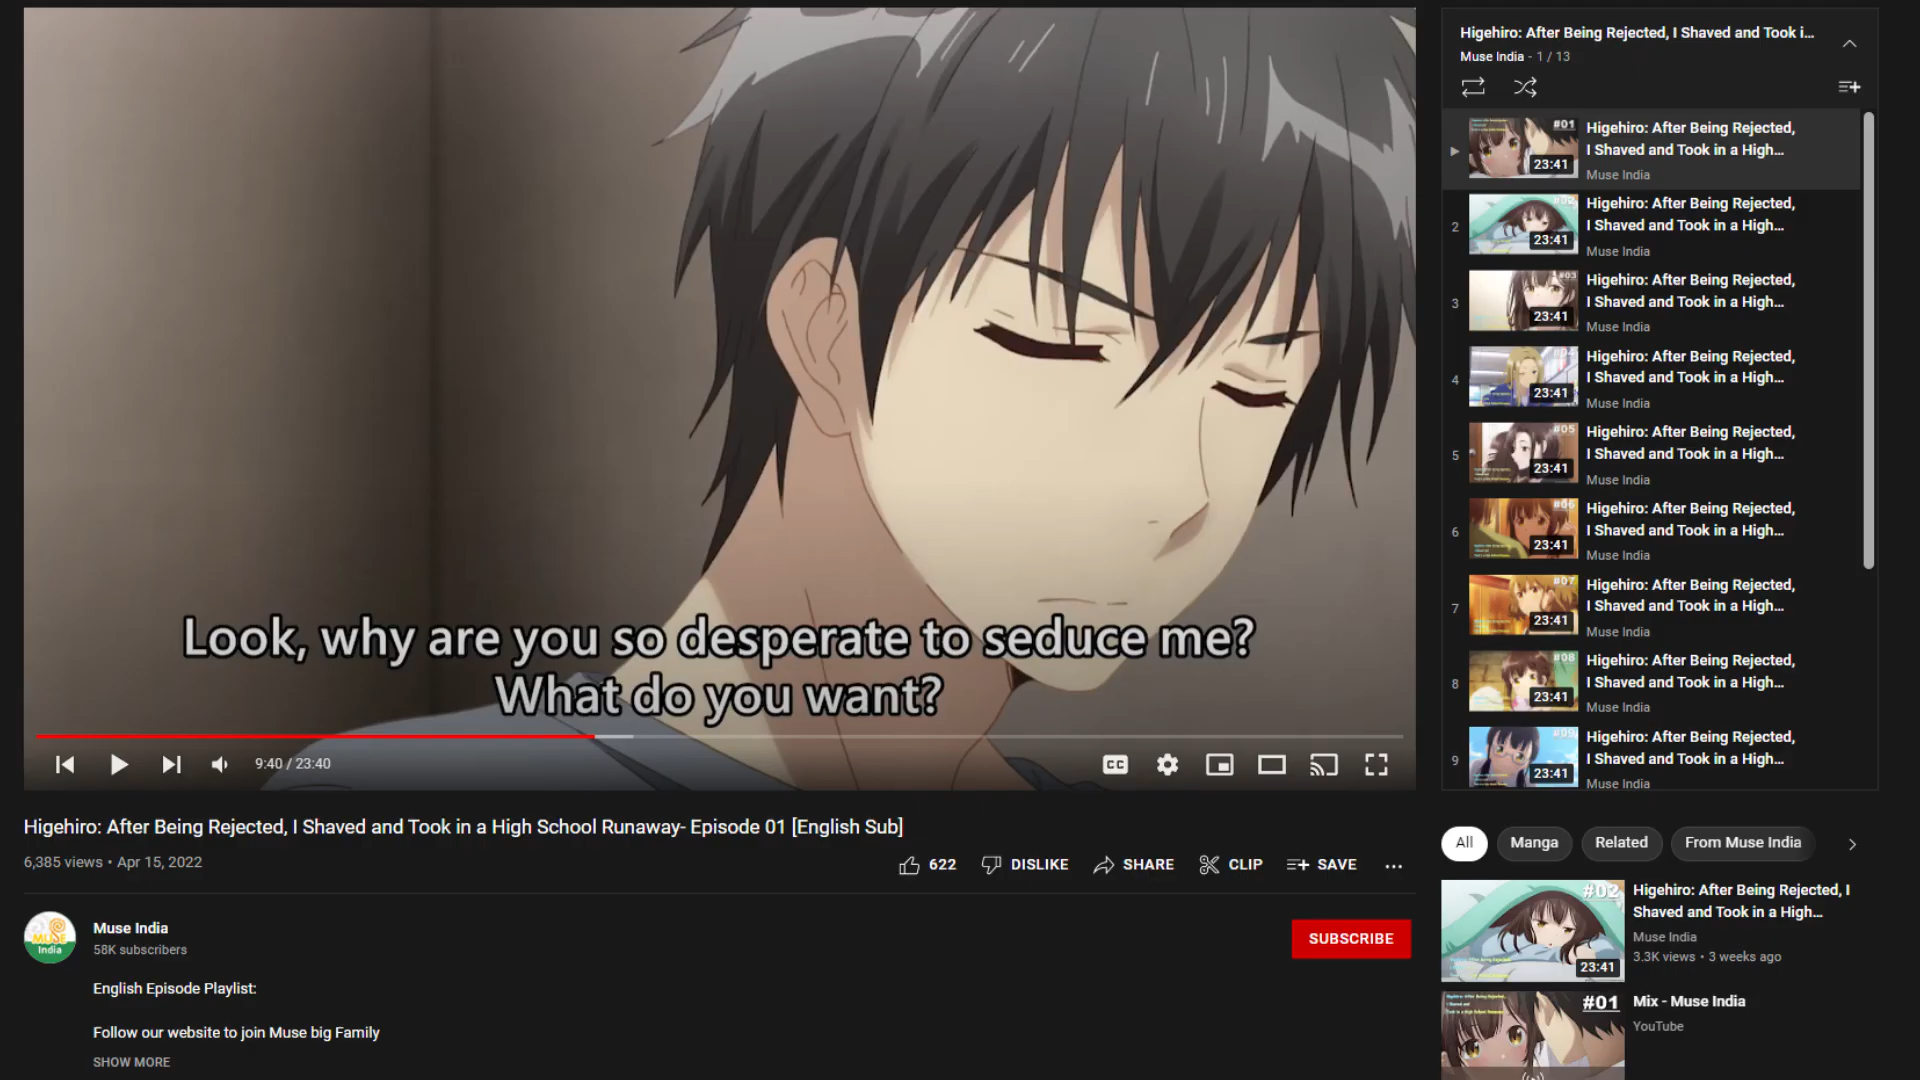 Look, why are you so desperate to seduce me?
What do you want?
9:40 / 23:40
CC
Higehiro: After Being Rejected, I Shaved and Took in a High School Runaway- Episode 01 [English Sub]
6,385 views • Apr 15, 2022
622
DISLIKE
SHARE
CLIP
SAVE
MUSE
India
Muse India
58K subscribers
SUBSCRIBE
English Episode Playlist:
Follow our website to join Muse big Family
SHOW MORE
Higehiro: After Being Rejected, I Shaved and Took i...
Muse India - 1 / 13
#01
23:41
Higehiro: After Being Rejected,
I Shaved and Took in a High...
Muse India
2
#02
23:41
Higehiro: After Being Rejected,
I Shaved and Took in a High...
Muse India
3
#03
23:41
Higehiro: After Being Rejected,
I Shaved and Took in a High...
Muse India
4
#04
23:41
Higehiro: After Being Rejected,
I Shaved and Took in a High...
Muse India
5
#05
23:41
Higehiro: After Being Rejected,
I Shaved and Took in a High...
Muse India
6
#06
23:41
Higehiro: After Being Rejected,
I Shaved and Took in a High...
Muse India
7
#07
23:41
Higehiro: After Being Rejected,
I Shaved and Took in a High...
Muse India
8
#08
23:41
Higehiro: After Being Rejected,
I Shaved and Took in a High...
Muse India
9
#09
23:41
Higehiro: After Being Rejected,
I Shaved and Took in a High...
Muse India
All
Manga
Related
From Muse India
#02
23:41
Higehiro: After Being Rejected, I
Shaved and Took in a High...
Muse India
3.3K views • 3 weeks ago
#01
Mix - Muse India
YouTube